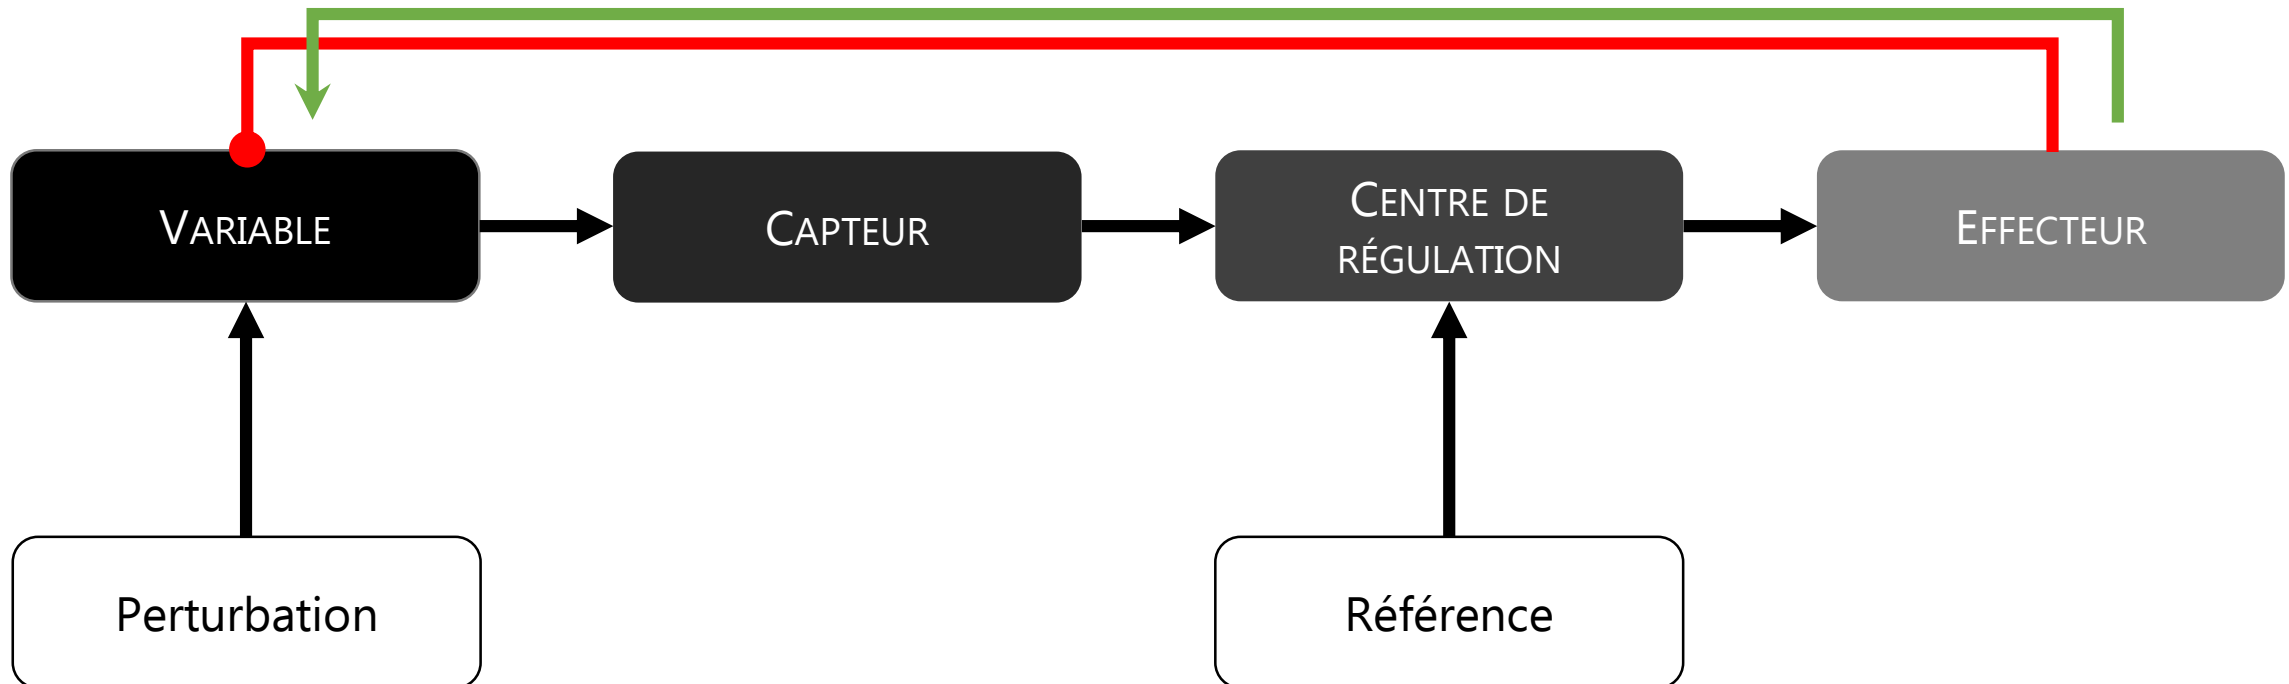 VARIABLE
CAPTEUR
CENTRE DE
RÉGULATION
EFFECTEUR
Perturbation
Référence